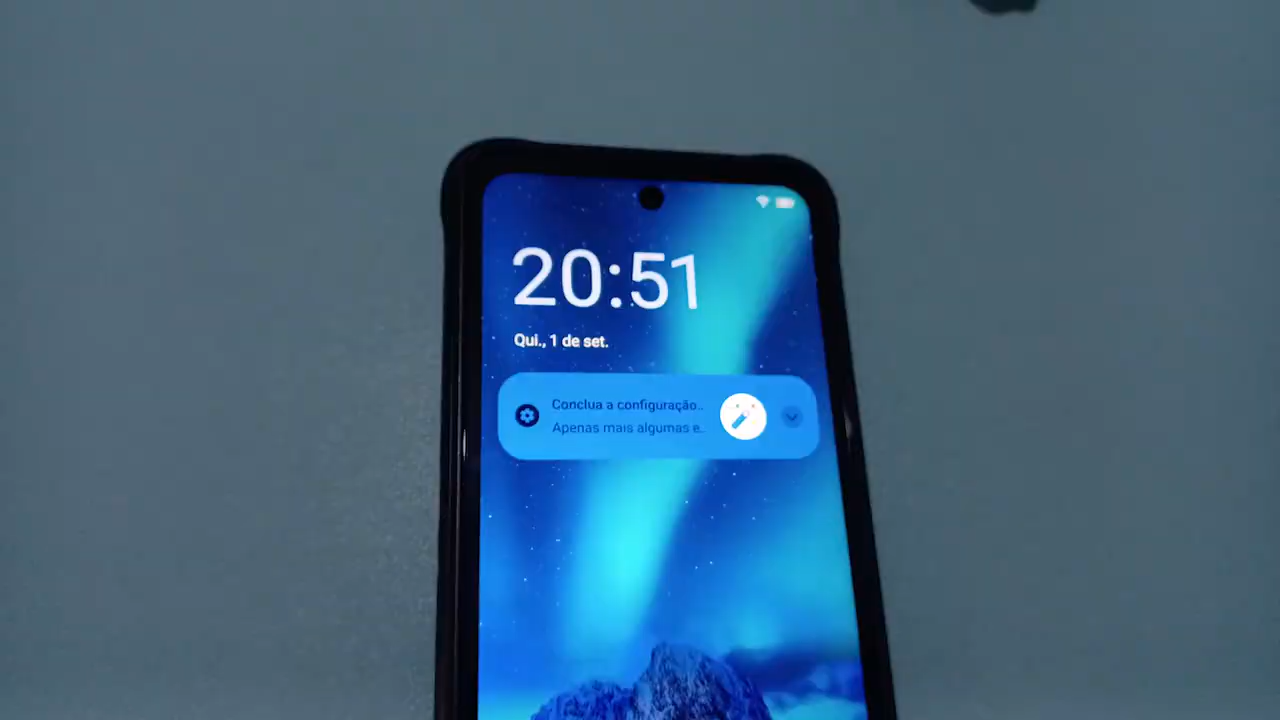 20:51
Qui., 1 de set.
Conclua a configuração..
Apenas mais algumas e..